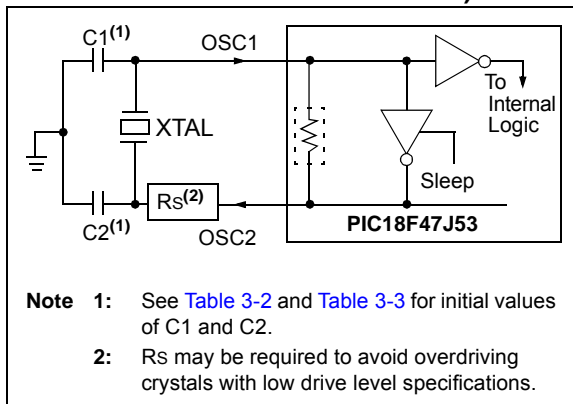 C1(1)
OSC1
To
Internal
Logic
XTAL
Sleep
RS(2)
C2(1)
OSC2
PIC18F47J53
Note 1: See Table 3-2 and Table 3-3 for initial values
of C1 and C2.
2: RS may be required to avoid overdriving
crystals with low drive level specifications.